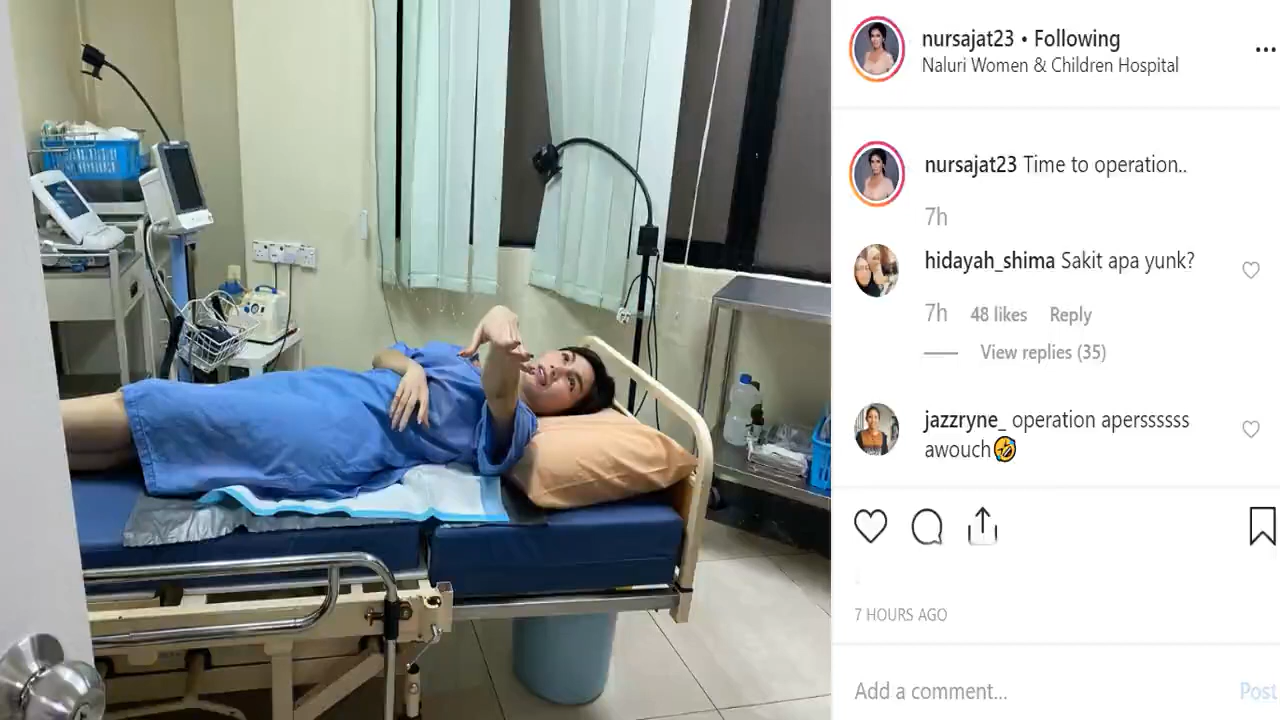 nursajat23 • Following
Naluri Women & Children Hospital
nursajat23 Time to operation..
7h
hidayah_shima Sakit apa yunk?
7h 48 likes Reply
View replies (35)
jazzryne_ operation aperssssss
awouch🤣
7 HOURS AGO
Add a comment...
Post